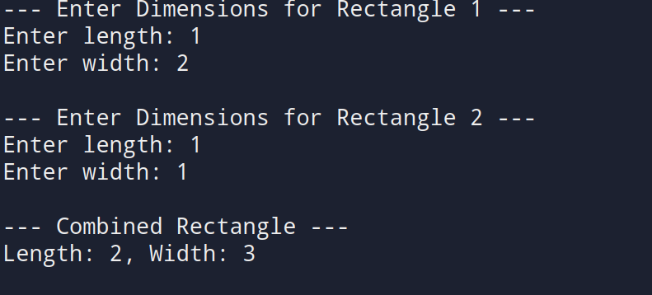 --- Enter Dimensions for Rectangle 1 ---
Enter length: 1
Enter width: 2
--- Enter Dimensions for Rectangle 2 ---
Enter length: 1
Enter width: 1
--- Combined Rectangle ---
Length: 2, Width: 3